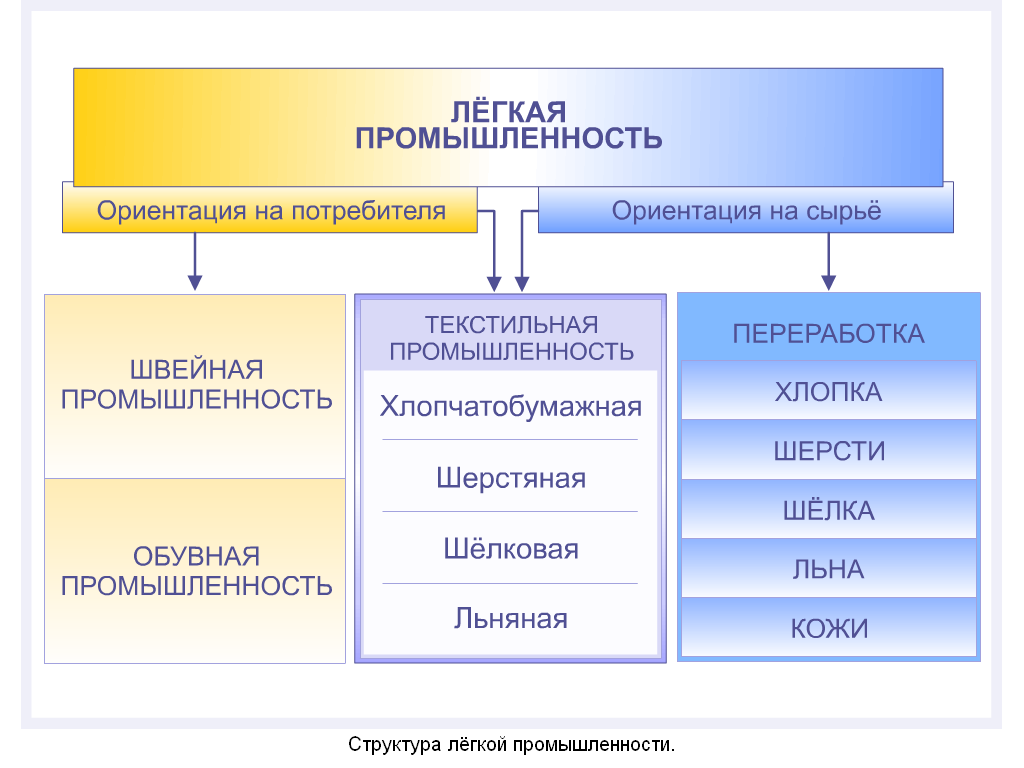 ЛЁГКАЯ
ПРОМЫШЛЕННОСТЬ
Ориентация на потребителя
Ориентация на сырьё
ШВЕЙНАЯ
ПРОМЫШЛЕННОСТЬ
ОБУВНАЯ
ПРОМЫШЛЕННОСТЬ
ТЕКСТИЛЬНАЯ
ПРОМЫШЛЕННОСТЬ
Хлопчатобумажная
Шерстяная
Шёлковая
Льняная
ПЕРЕРАБОТКА
ХЛОПКА
ШЕРСТИ
ШЁЛКА
ЛЬНА
КОЖИ
Структура лёгкой промышленности.